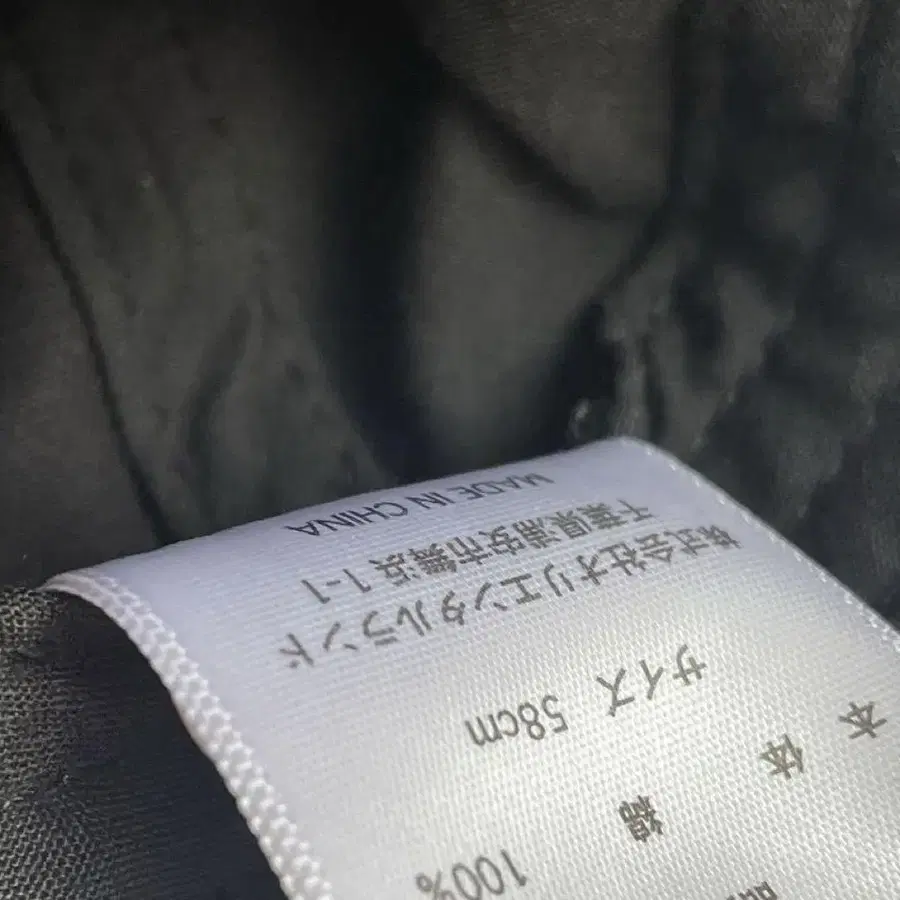 本体 綿 100%
サイズ 58cm
株式会社オリエンタルランド
千葉県浦安市舞浜 1-1
MADE IN CHINA